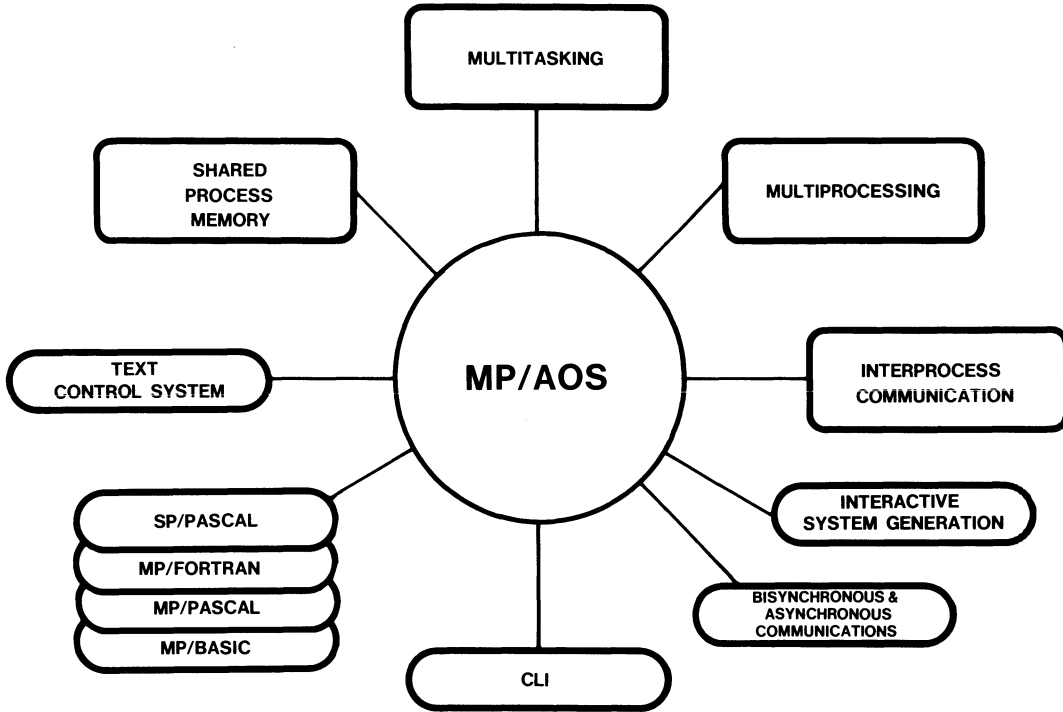 MULTITASKING
SHARED
PROCESS
MEMORY
MULTIPROCESSING
MP/AOS
TEXT
CONTROL SYSTEM
INTERPROCESS
COMMUNICATION
SP/PASCAL
MP/FORTRAN
MP/PASCAL
MP/BASIC
INTERACTIVE
SYSTEM GENERATION
BISYNCHRONOUS &
ASYNCHRONOUS
COMMUNICATIONS
CLI